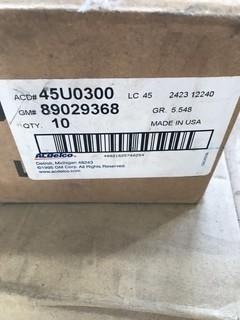 ACD# 45U0300 LC 45 2423 12240
GM# 89029368 GR. 5.548
QTY. 10 MADE IN USA
ACDelco
Detroit, Michigan 48243
©1995 GM Corp. All Rights Reserved
www.acdelco.com